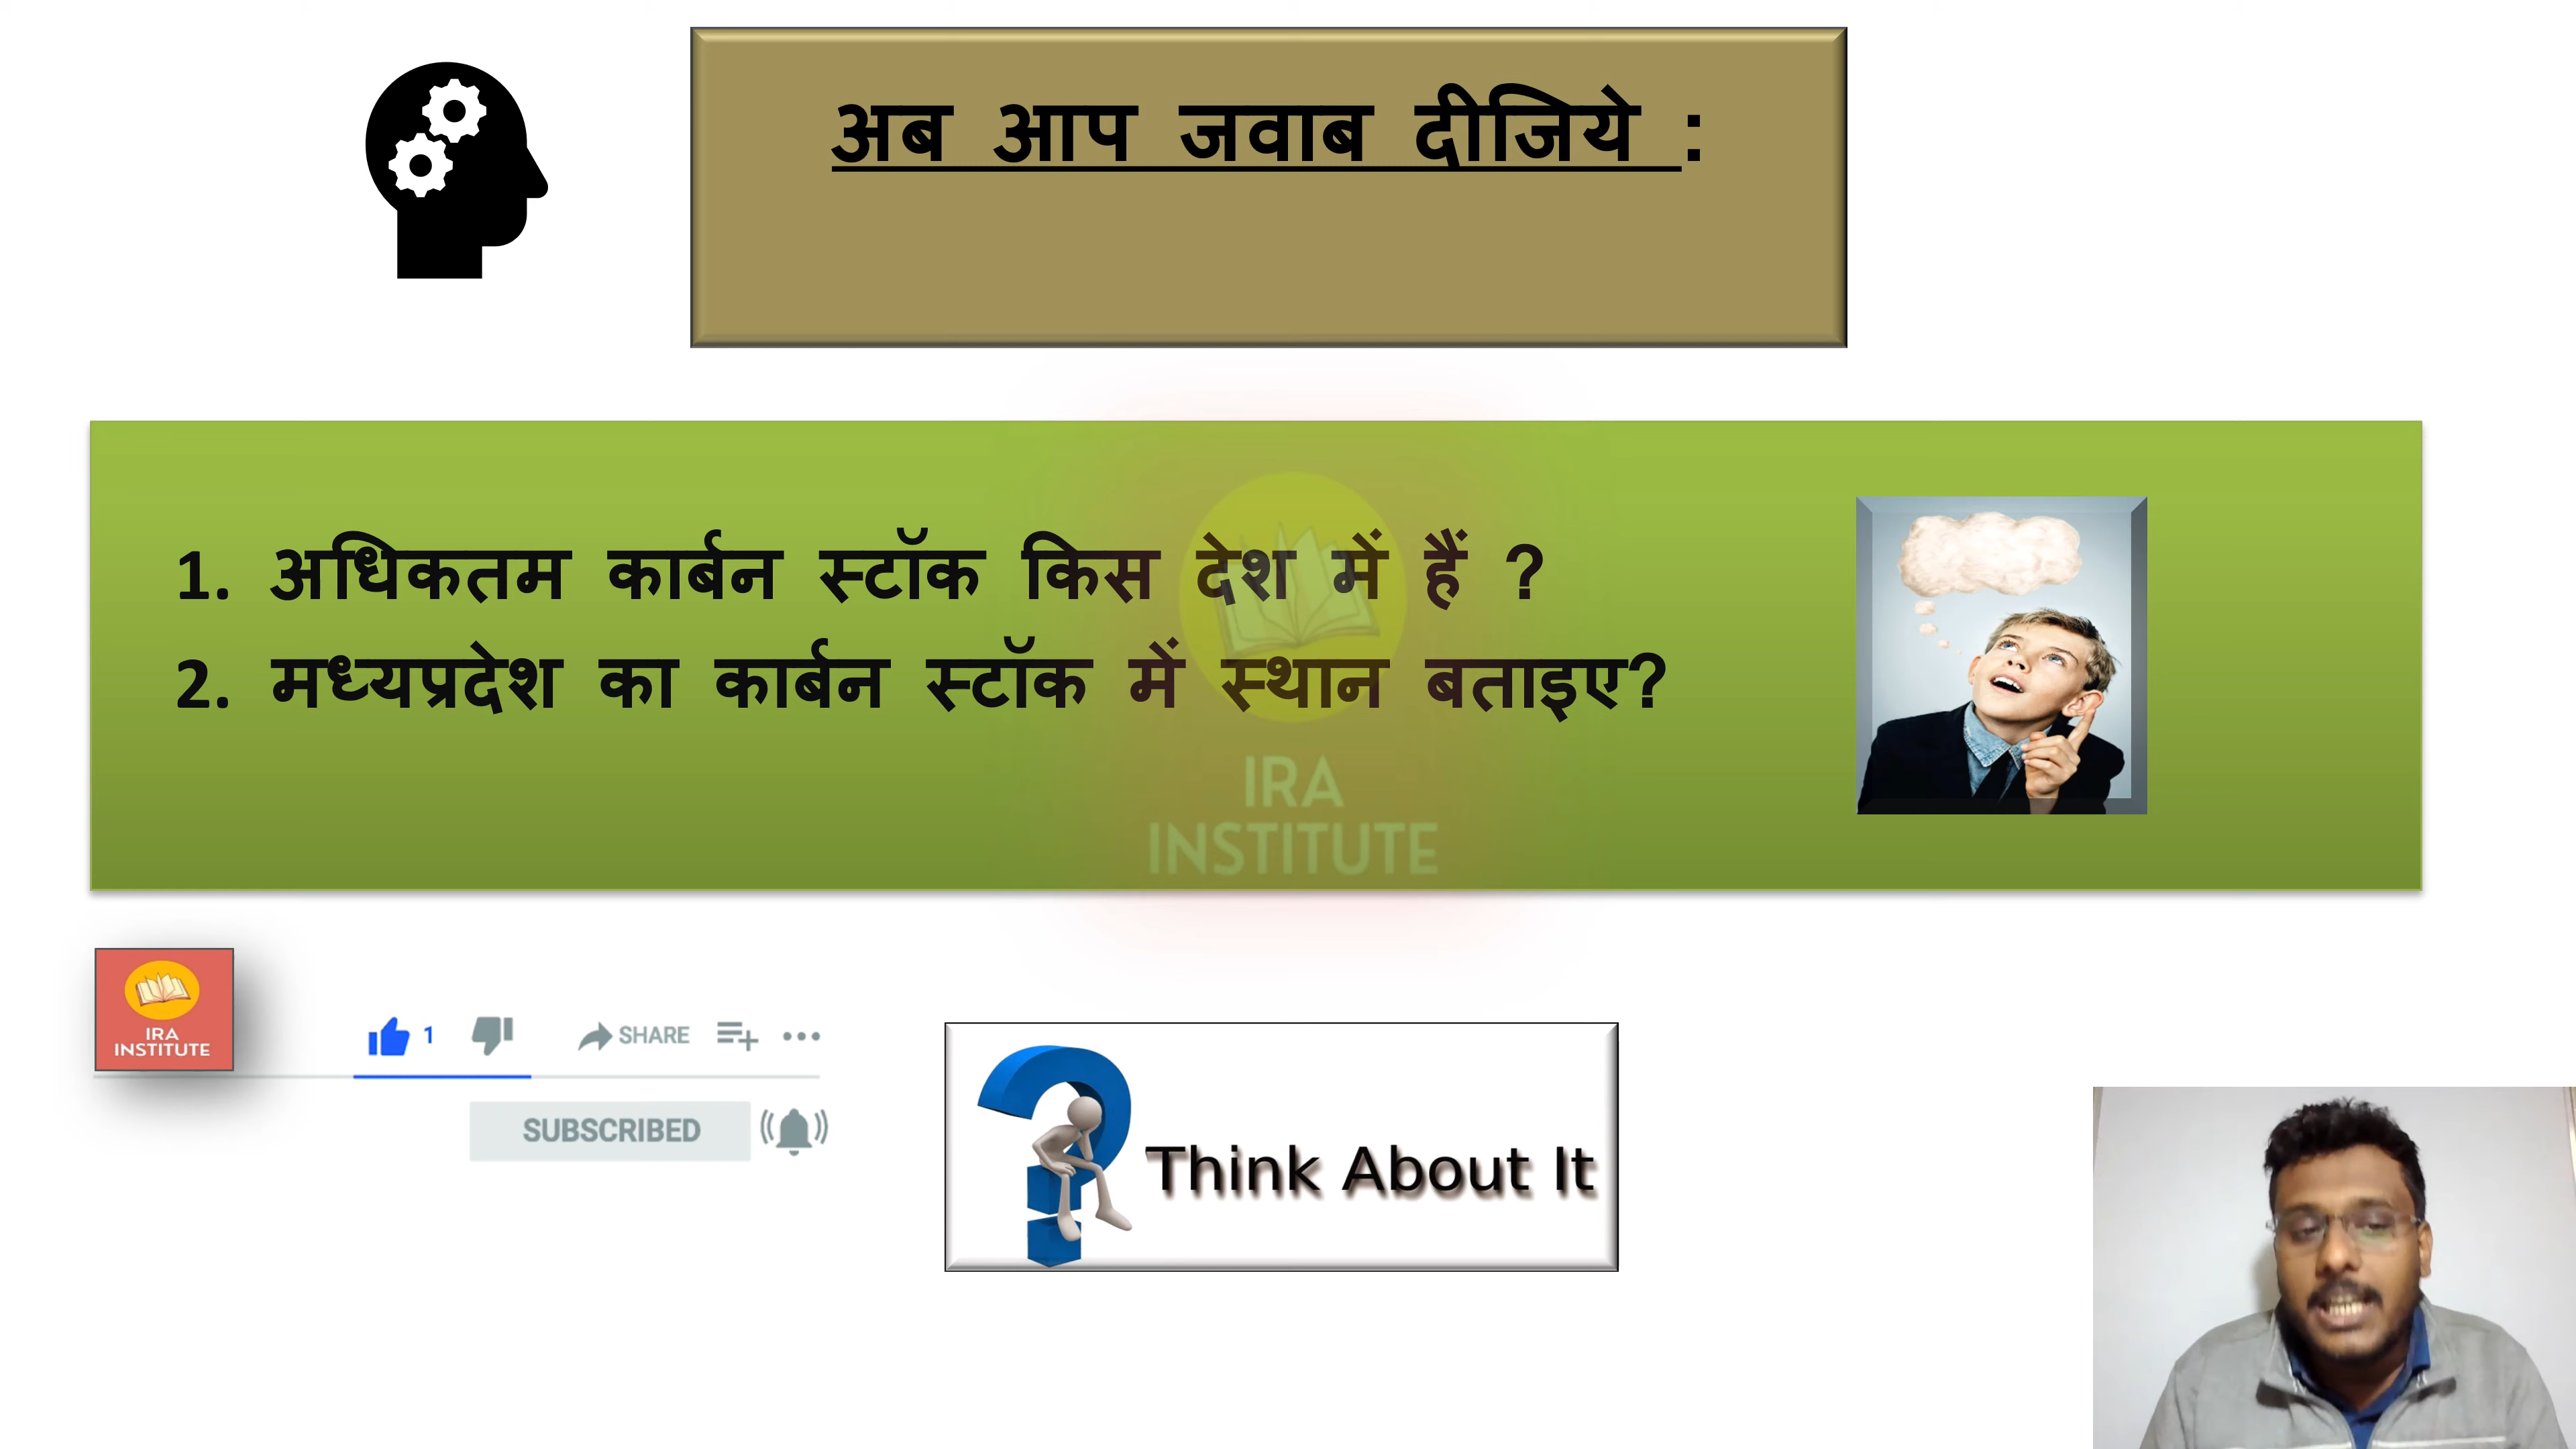 अब आप जवाब दीजिये :
1. अधिकतम कार्बन स्टॉक किस देश में हैं ?
2. मध्यप्रदेश का कार्बन स्टॉक में स्थान बताइए?
IRA
INSTITUTE
IRA
INSTITUTE
1 SHARE
SUBSCRIBED
Think About It